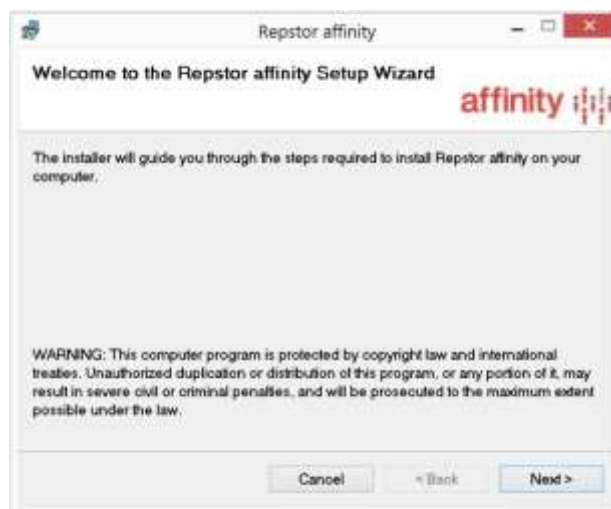 Repstor affinity
Welcome to the Repstor affinity Setup Wizard
affinity
The installer will guide you through the steps required to install Repstor affinity on your
computer.
WARNING: This computer program is protected by copyright law and international
treaties. Unauthorized duplication or distribution of this program, or any portion of it, may
result in severe civil or criminal penalties, and will be prosecuted to the maximum extent
possible under the law.
Cancel < Back Next >